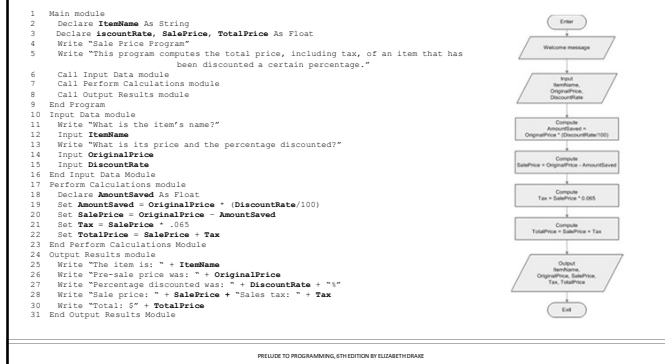 1 Main module
2 Declare ItemName As String
3 Declare iscountRate, SalePrice, TotalPrice As Float
4 Write "Sale Price Program"
5 Write "This program computes the total price, including tax, of an item that has
been discounted a certain percentage."
6 Call Input Data module
7 Call Perform Calculations module
8 Call Output Results module
9 End Program
10 Input Data module
11 Write "What is the item's name?"
12 Input ItemName
13 Write "What is its price and the percentage discounted?"
14 Input OriginalPrice
15 Input DiscountRate
16 End Input Data Module
17 Perform Calculations module
18 Declare AmountSaved As Float
19 Set AmountSaved = OriginalPrice * (DiscountRate/100)
20 Set SalePrice = OriginalPrice – AmountSaved
21 Set Tax = SalePrice * .065
22 Set TotalPrice = SalePrice + Tax
23 End Perform Calculations Module
24 Output Results module
25 Write "The item is: " + ItemName
26 Write "Pre-sale price was: " + OriginalPrice
27 Write "Percentage discounted was: " + DiscountRate + "%"
28 Write "Sale price: " + SalePrice + "Sales tax: " + Tax
30 Write "Total: $" + TotalPrice
31 End Output Results Module
Enter
Welcome message
Input
ItemName,
OriginalPrice,
DiscountRate
Compute
AmountSaved =
OriginalPrice * (DiscountRate/100)
Compute
SalePrice = OriginalPrice - AmountSaved
Compute
Tax = SalePrice * 0.065
Compute
TotalPrice = SalePrice + Tax
Output
ItemName,
OriginalPrice, SalePrice,
Tax, TotalPrice
Exit
PRELUDE TO PROGRAMMING, 6TH EDITION BY ELIZABETH DRAKE